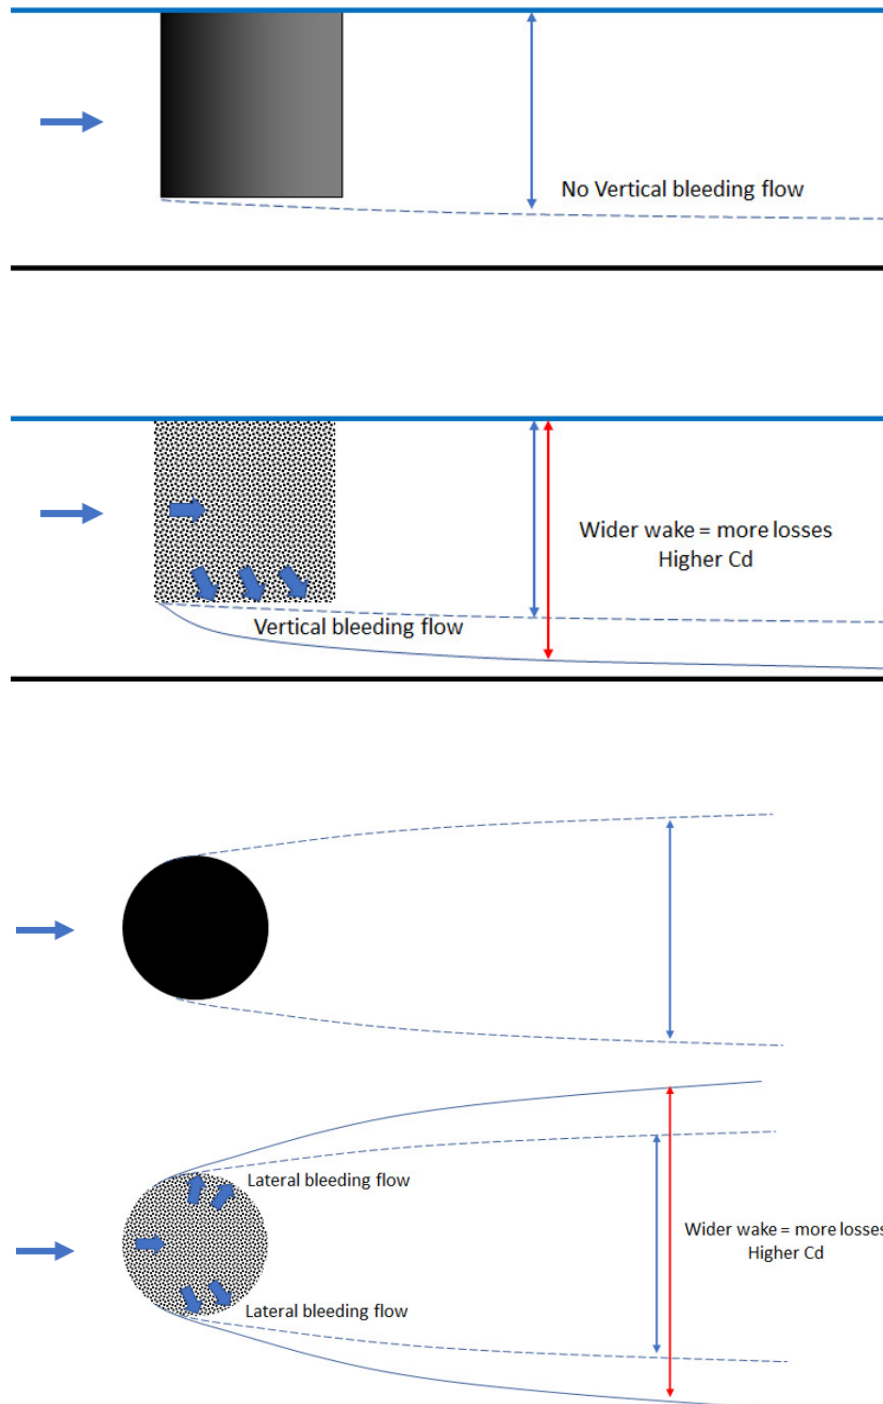 No Vertical bleeding flow
Wider wake = more losses
Higher Cd
Vertical bleeding flow
Lateral bleeding flow
Wider wake = more losses
Higher Cd
Lateral bleeding flow